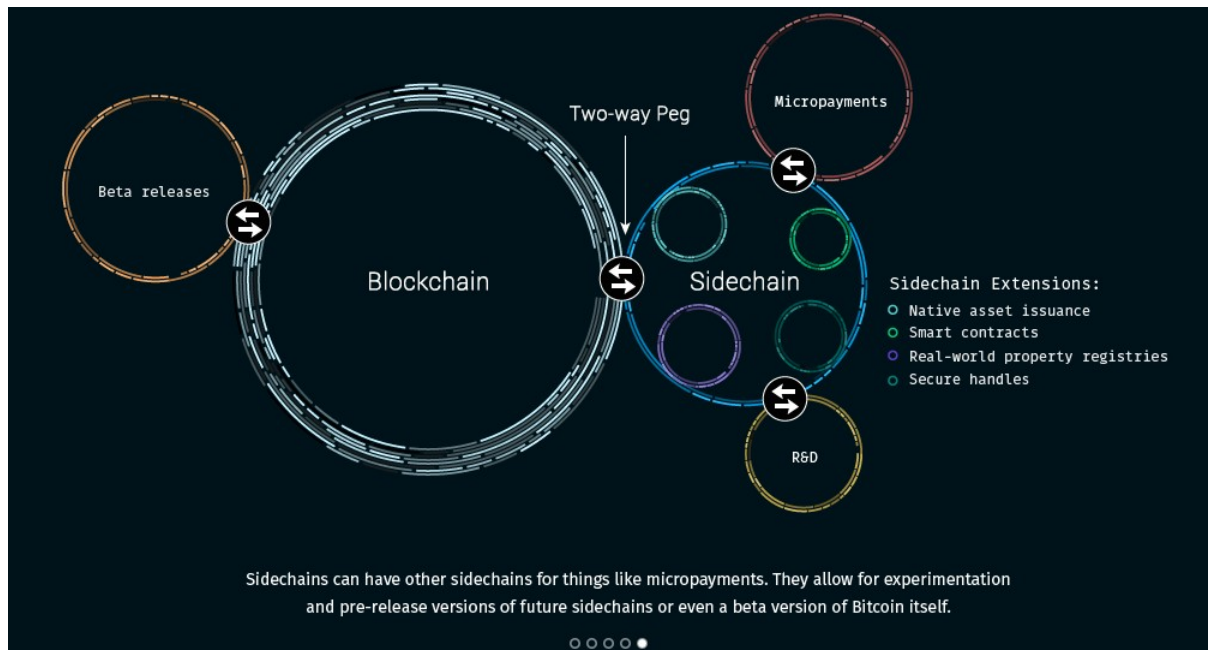 Micropayments
Two-way Peg
Beta releases
Blockchain
Sidechain
Sidechain Extensions:
Native asset issuance
Smart contracts
Real-world property registries
Secure handles
R&D
Sidechains can have other sidechains for things like micropayments. They allow for experimentation
and pre-release versions of future sidechains or even a beta version of Bitcoin itself.